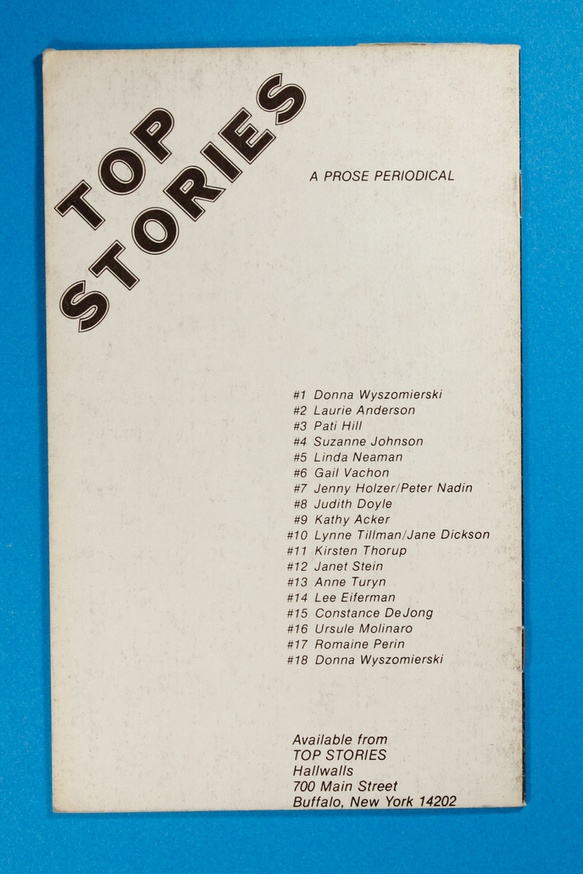 TOP
STORIES
A PROSE PERIODICAL
#1 Donna Wyszomierski
#2 Laurie Anderson
#3 Pati Hill
#4 Suzanne Johnson
#5 Linda Neaman
#6 Gail Vachon
#7 Jenny Holzer/Peter Nadin
#8 Judith Doyle
#9 Kathy Acker
#10 Lynne Tillman/Jane Dickson
#11 Kirsten Thorup
#12 Janet Stein
#13 Anne Turyn
#14 Lee Eiferman
#15 Constance DeJong
#16 Ursule Molinaro
#17 Romaine Perin
#18 Donna Wyszomierski
Available from
TOP STORIES
Hallwalls
700 Main Street
Buffalo, New York 14202